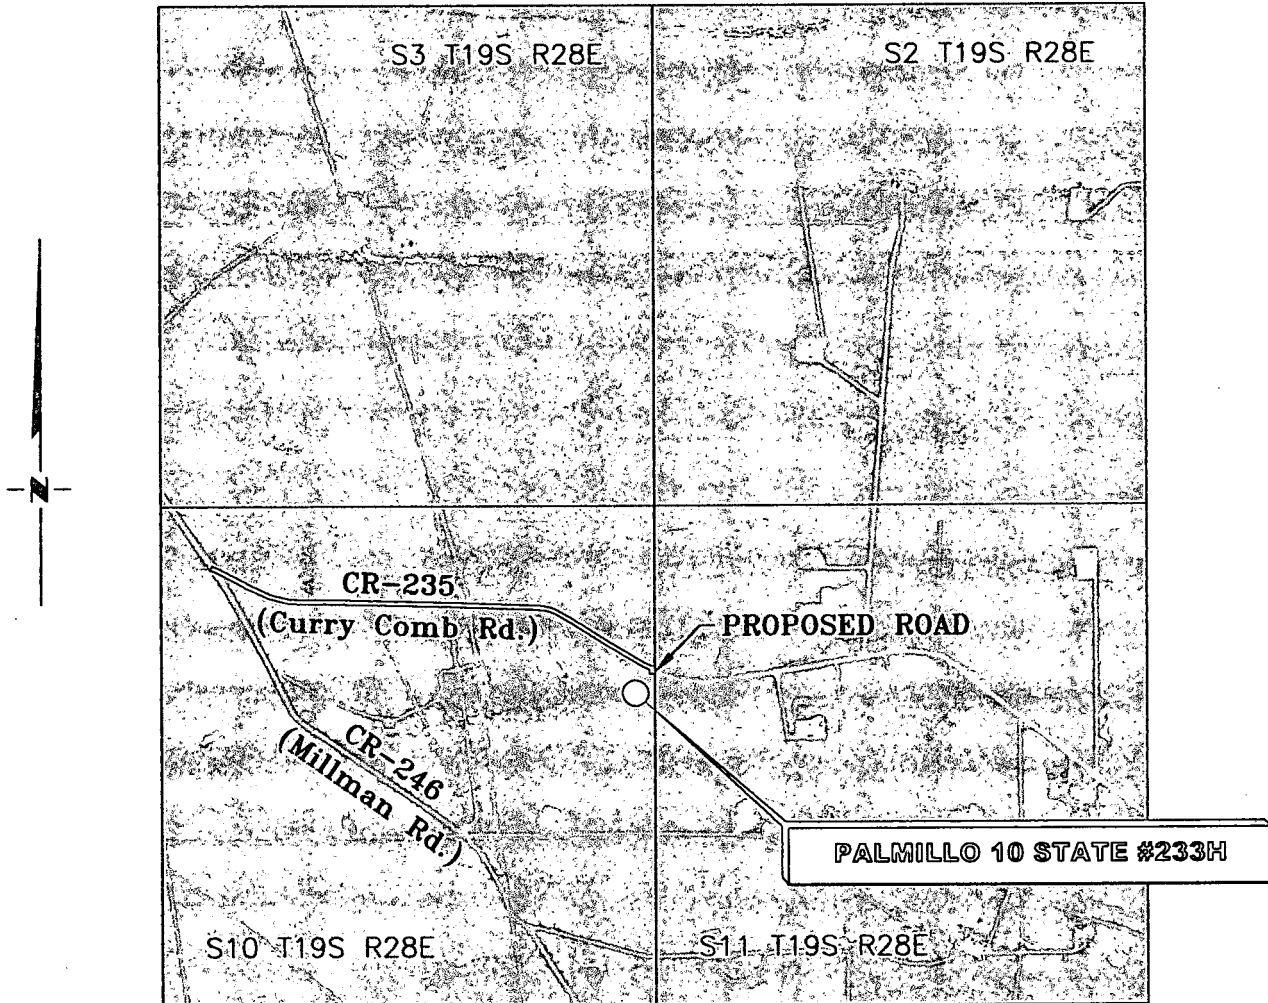 S3 T19S R28E
S2 T19S R28E
N
CR-235
(Curry Comb Rd.)
PROPOSED ROAD
CR-246
(Millman Rd.)
PALMILLO 10 STATE #233H
S10 T19S R28E
S11 T19S R28E